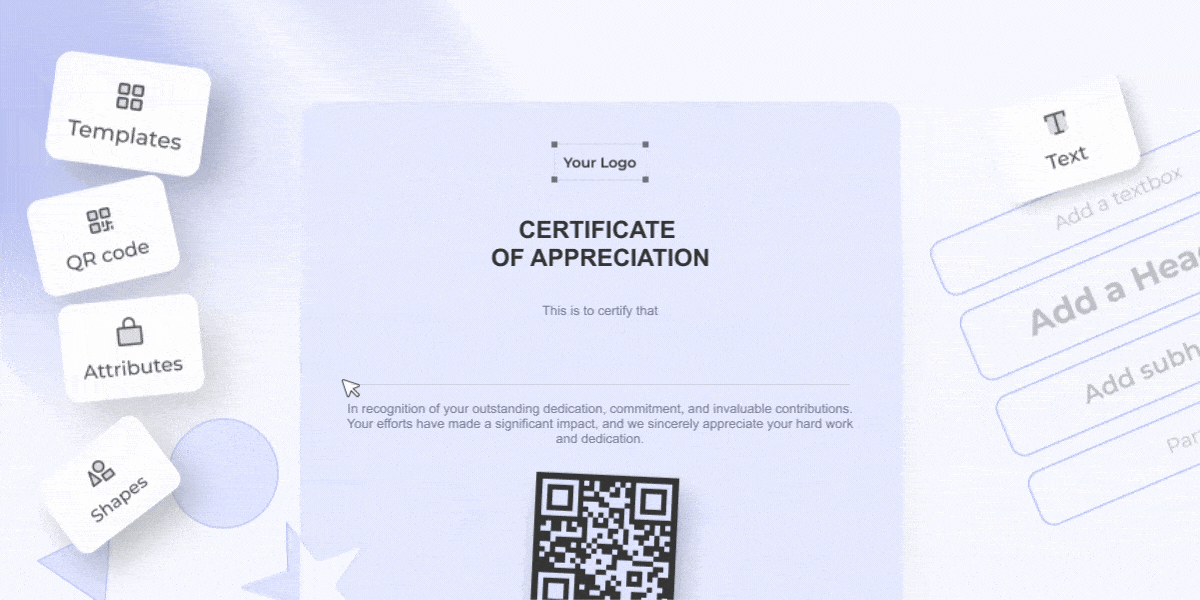 Templates
QR code
Attributes
Shapes
Your Logo
CERTIFICATE
OF APPRECIATION
This is to certify that
In recognition of your outstanding dedication, commitment, and invaluable contributions.
Your efforts have made a significant impact, and we sincerely appreciate your hard work
and dedication.
T
Text
Add a textbox
Add a Hea
Add subh
Par